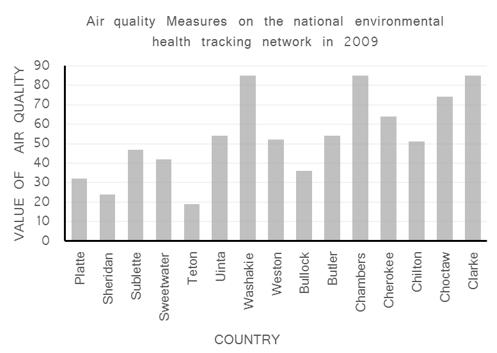 Air quality Measures on the national environmental
health tracking network in 2009
VALUE OF AIR QUALITY
90
80
70
60
50
40
30
20
10
0
Platte
Sheridan
Sublette
Sweetwater
Teton
Uinta
Washakie
Weston
Bullock
Butler
Chambers
Cherokee
Chilton
Choctaw
Clarke
COUNTRY